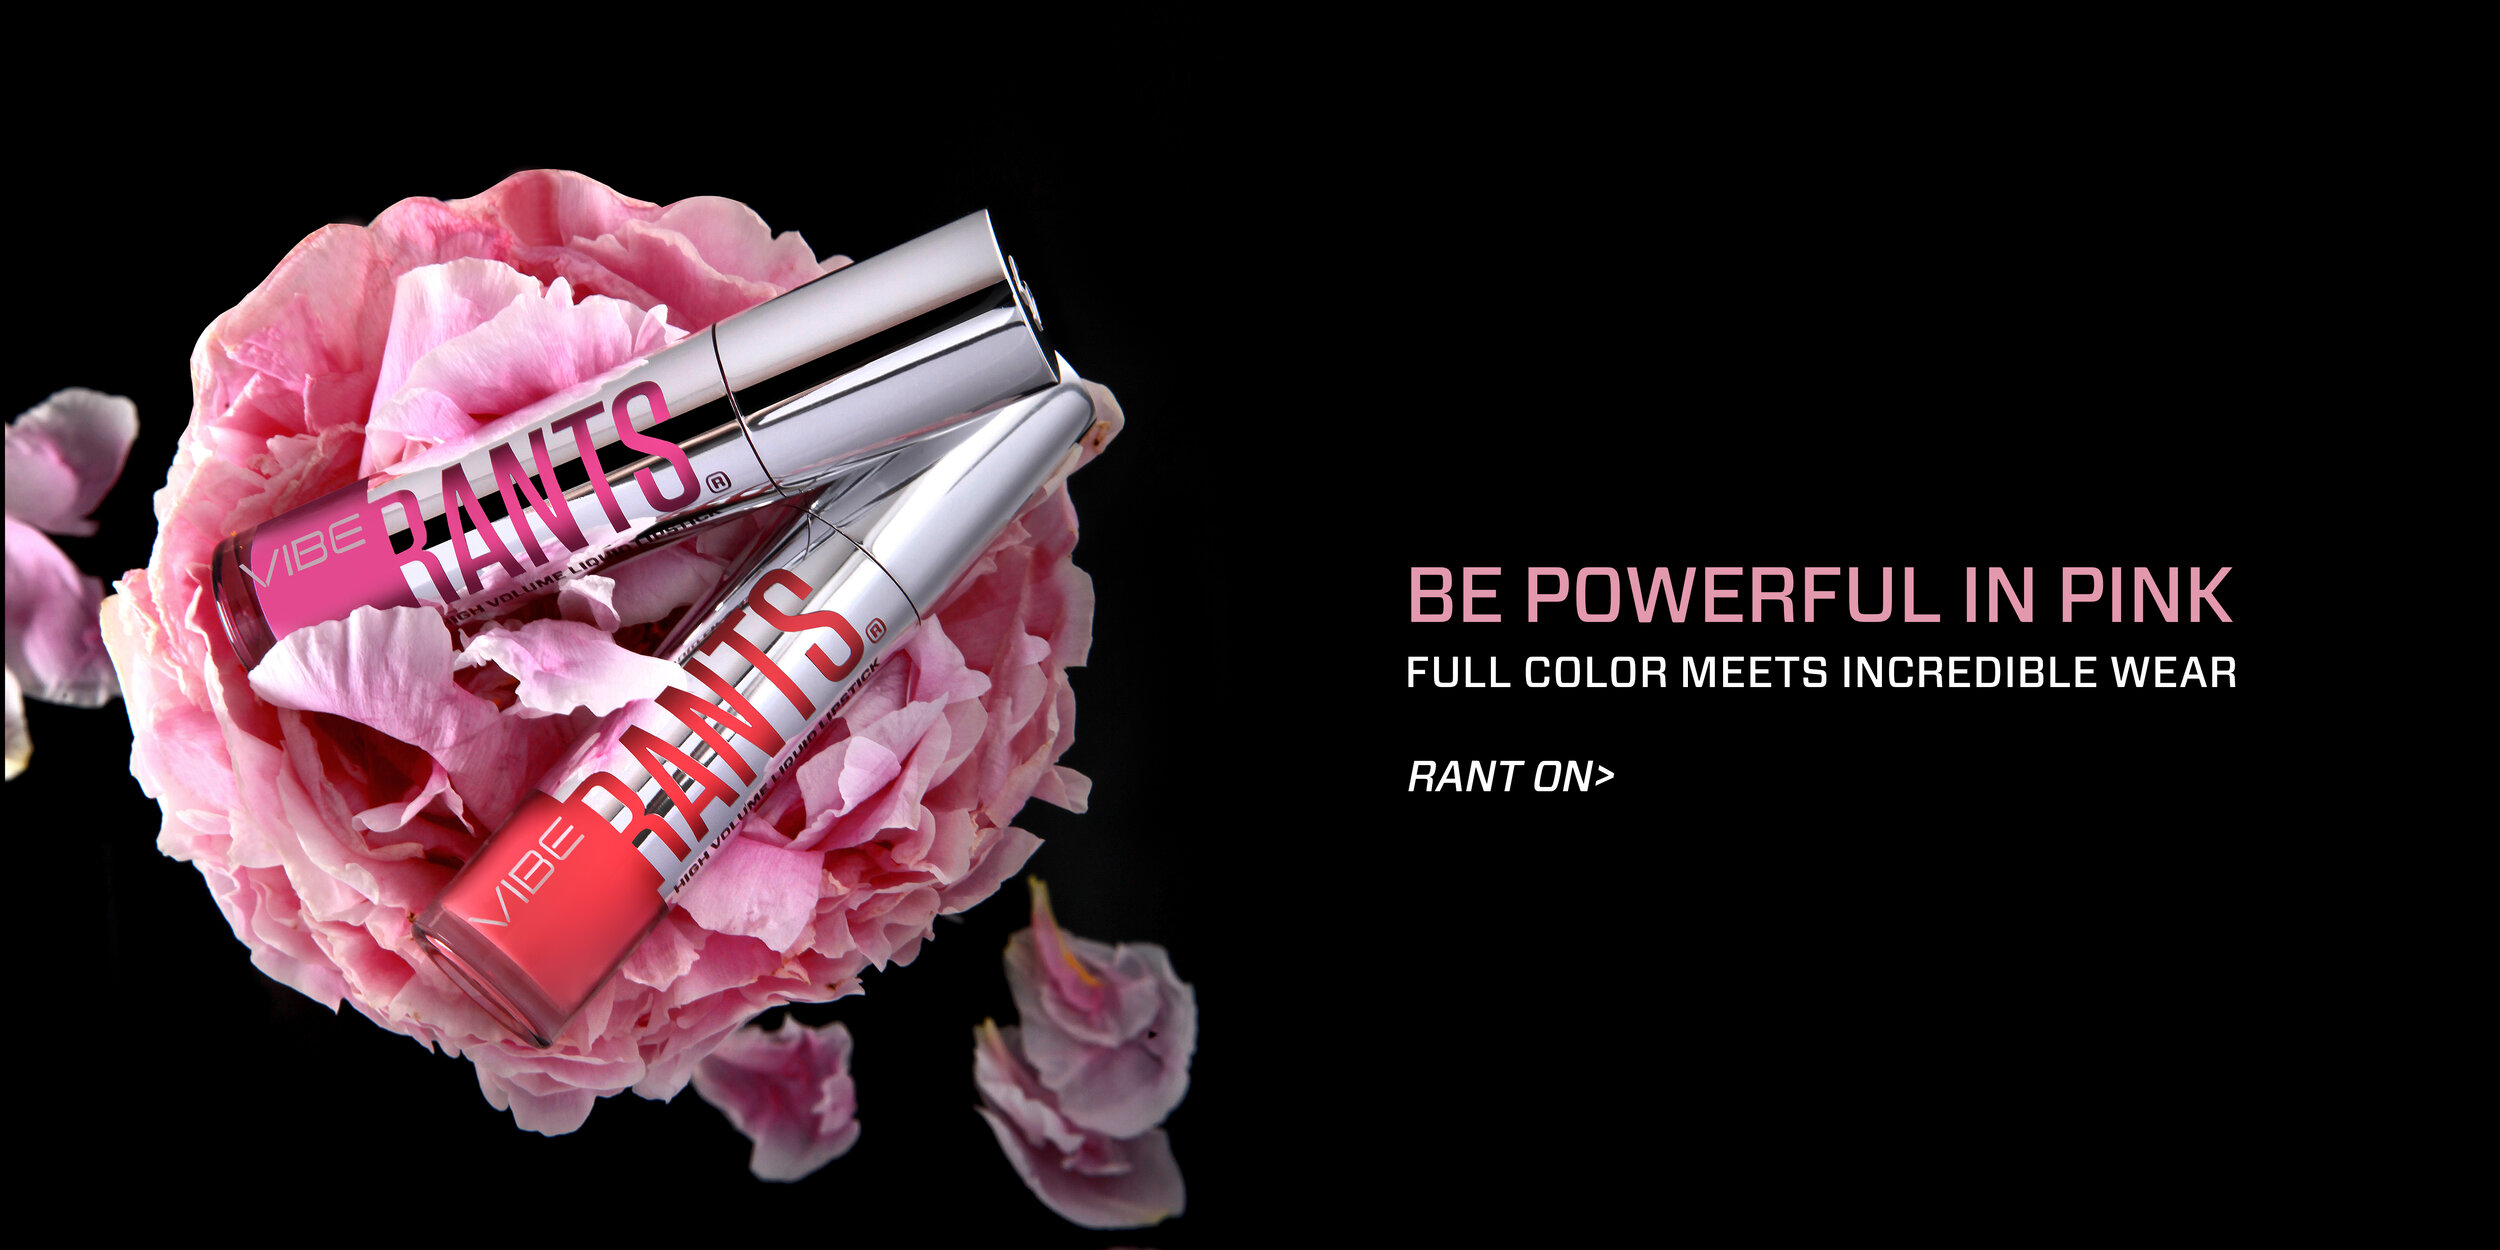 VIBE
RANTS®
HIGH VOLUME LIQUID LIPSTICK
VIBE
RANTS®
HIGH VOLUME LIQUID LIPSTICK
BE POWERFUL IN PINK
FULL COLOR MEETS INCREDIBLE WEAR
RANT ON>